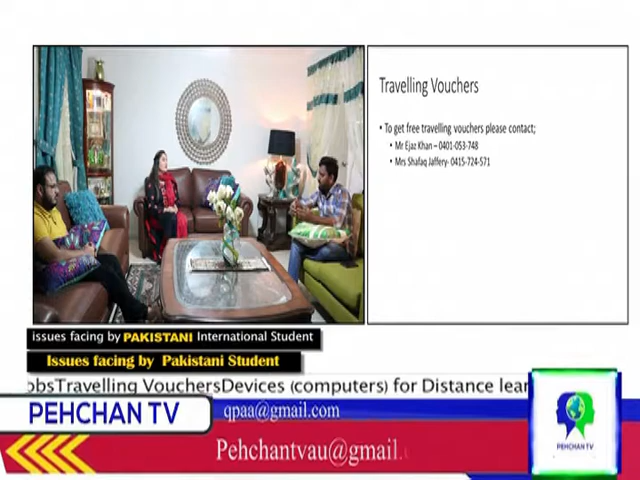 Travelling Vouchers
• To get free travelling vouchers please contact;
• Mr Ejaz Khan – 0401-053-748
• Mrs Shafaq Jaffery- 0415-724-571
Issues facing by PAKISTANI International Student
Issues facing by Pakistani Student
obsTravelling VouchersDevices (computers) for Distance lear
PEHCHAN TV
qpaa@gmail.com
Pehchantvau@gmail.
PEHCHAN TV